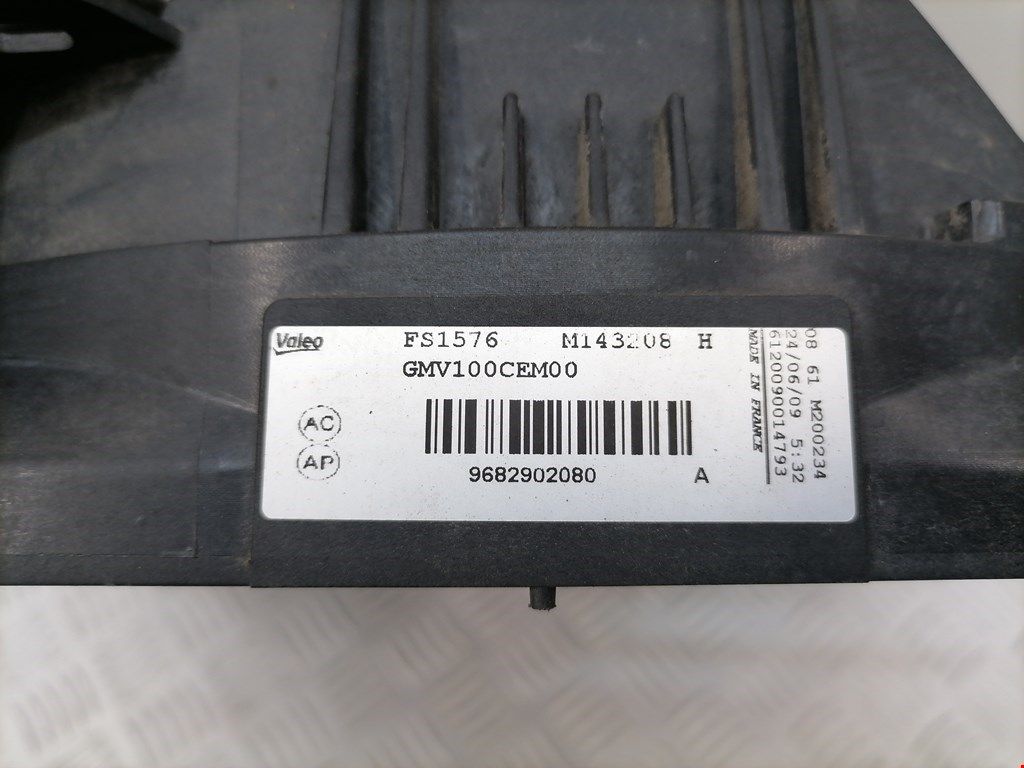 Valeo FS1576 M143208 H
GMV100CEM00
AC
AP
9682902080 A
08 61 M200234
24/06/09 5:32
6120090014793
MADE IN FRANCE